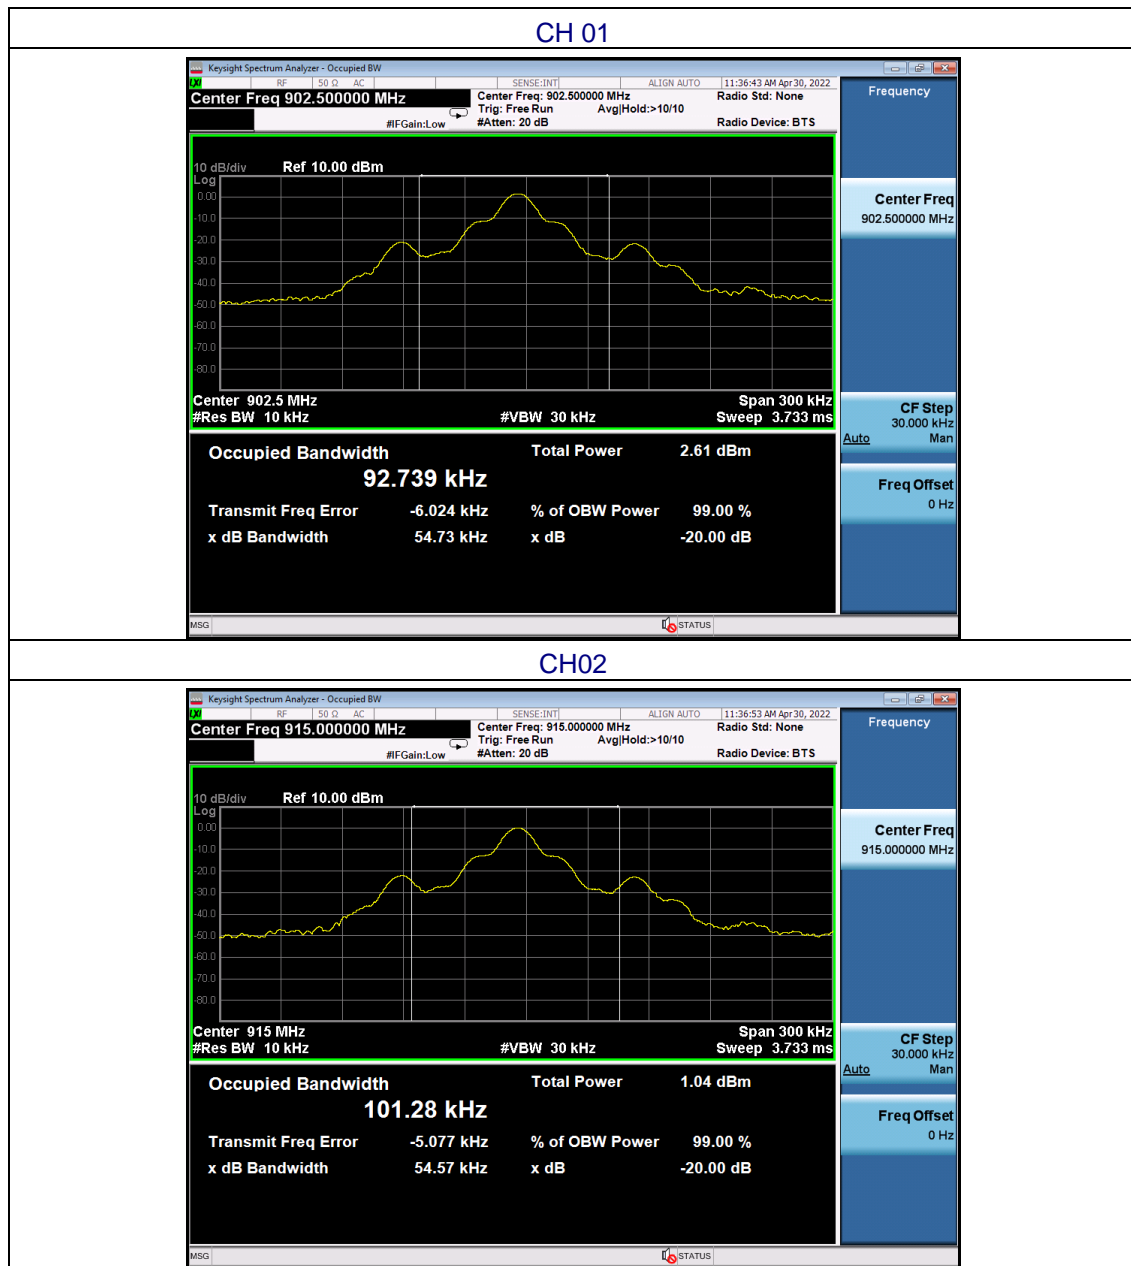 CH 01
Keysight Spectrum Analyzer - Occupied BW
LXI RF 50 Ω AC SENSE:INT ALIGN AUTO 11:36:43 AM Apr 30, 2022
Center Freq 902.500000 MHz
Center Freq: 902.500000 MHz
Radio Std: None
Trig: Free Run Avg|Hold:>10/10
#IFGain:Low #Atten: 20 dB Radio Device: BTS
Frequency
10 dB/div Ref 10.00 dBm
Log
0.00
-10.0
-20.0
-30.0
-40.0
-50.0
-60.0
-70.0
-80.0
Center 902.5 MHz Span 300 kHz
#Res BW 10 kHz #VBW 30 kHz Sweep 3.733 ms
Center Freq
902.500000 MHz
CF Step
30.000 kHz
Auto Man
Freq Offset
0 Hz
Occupied Bandwidth Total Power 2.61 dBm
92.739 kHz
Transmit Freq Error -6.024 kHz % of OBW Power 99.00 %
x dB Bandwidth 54.73 kHz x dB -20.00 dB
MSG STATUS
CH02
Keysight Spectrum Analyzer - Occupied BW
LXI RF 50 Ω AC SENSE:INT ALIGN AUTO 11:36:53 AM Apr 30, 2022
Center Freq 915.000000 MHz
Center Freq: 915.000000 MHz
Radio Std: None
Trig: Free Run Avg|Hold:>10/10
#IFGain:Low #Atten: 20 dB Radio Device: BTS
Frequency
10 dB/div Ref 10.00 dBm
Log
0.00
-10.0
-20.0
-30.0
-40.0
-50.0
-60.0
-70.0
-80.0
Center 915 MHz Span 300 kHz
#Res BW 10 kHz #VBW 30 kHz Sweep 3.733 ms
Center Freq
915.000000 MHz
CF Step
30.000 kHz
Auto Man
Freq Offset
0 Hz
Occupied Bandwidth Total Power 1.04 dBm
101.28 kHz
Transmit Freq Error -5.077 kHz % of OBW Power 99.00 %
x dB Bandwidth 54.57 kHz x dB -20.00 dB
MSG STATUS